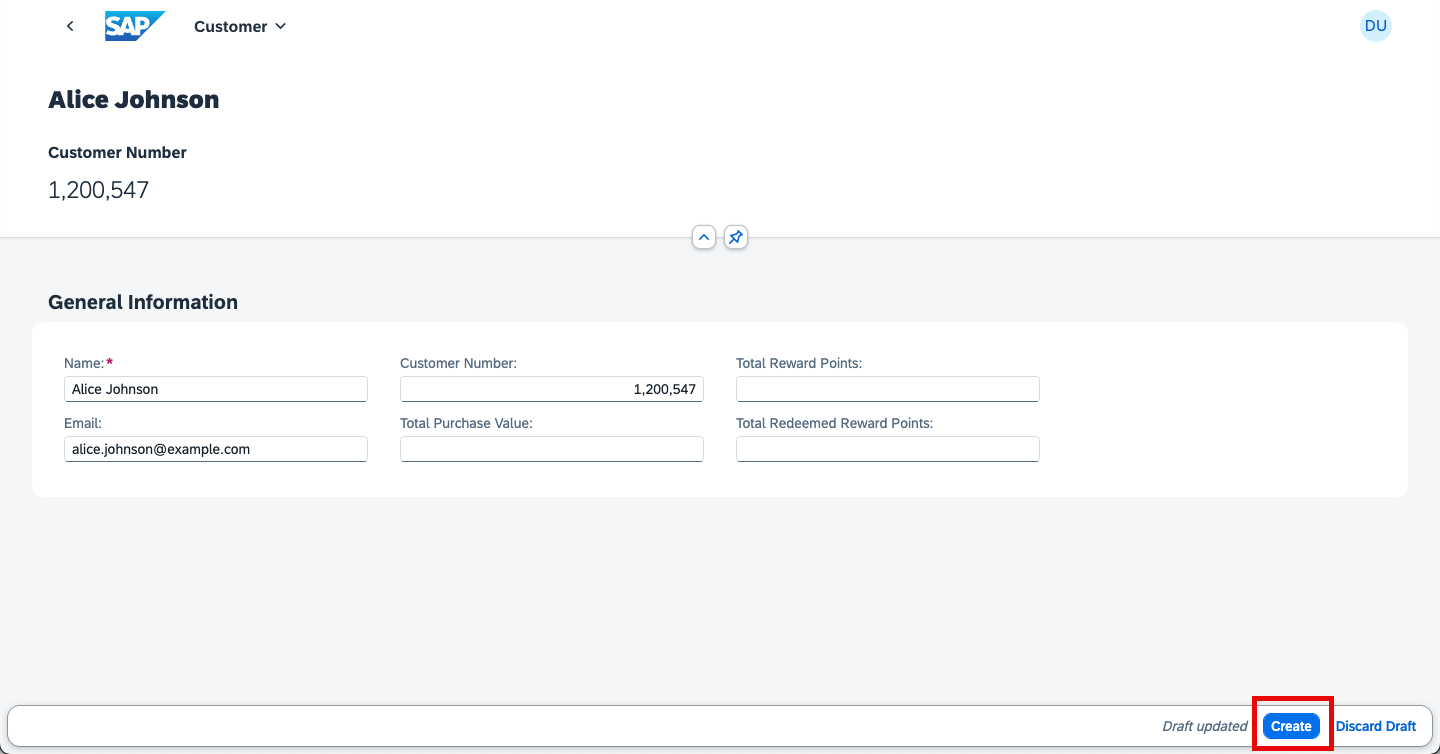 SAP Customer DU
Alice Johnson
Customer Number
1,200,547
General Information
Name:* Customer Number: Total Reward Points:
Alice Johnson 1,200,547
Email: Total Purchase Value: Total Redeemed Reward Points:
alice.johnson@example.com
Draft updated Create Discard Draft